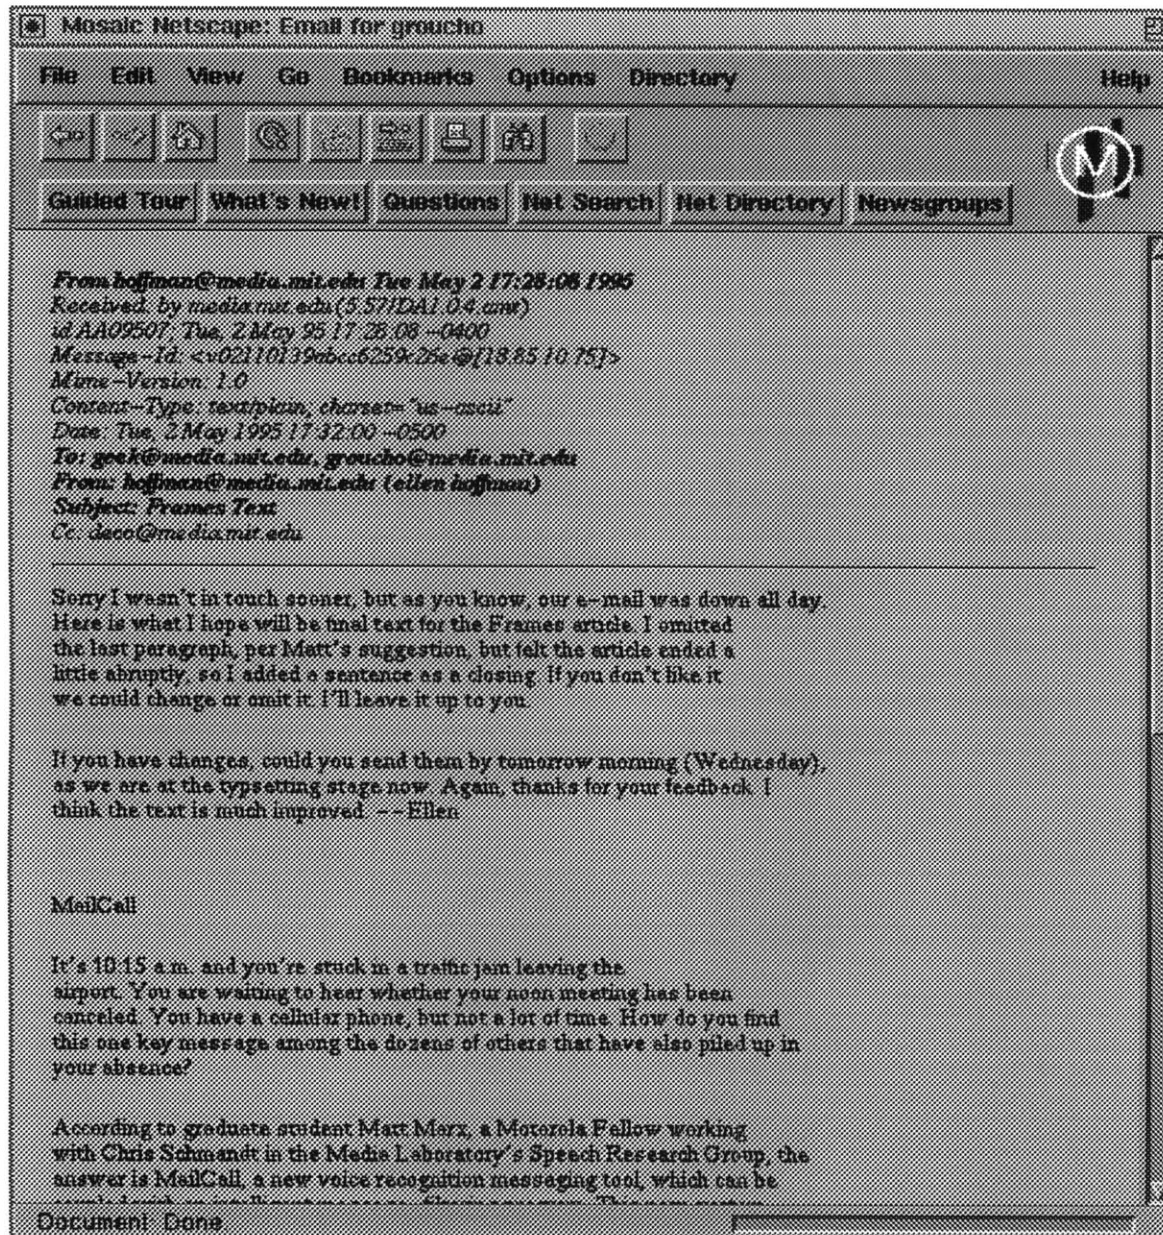 Mosaic Netscape: Email for groucho
File Edit View Go Bookmarks Options Directory Help
M
Guided Tour What's New! Questions Net Search Net Directory Newsgroups
From hoffman@media.mit.edu Tue May 2 17:28:08 1995
Received: by media.mit.edu (5.57/DA1.0.4.amt)
id AA09507; Tue, 2 May 95 17:28:08 -0400
Message-Id: <v02110139abcc6259c26e@[18.85.10.75]>
Mime-Version: 1.0
Content-Type: text/plain; charset="us-ascii"
Date: Tue, 2 May 1995 17:32:00 -0500
To: geek@media.mit.edu, groucho@media.mit.edu
From: hoffman@media.mit.edu (ellen hoffman)
Subject: Frames Text
Cc: deco@media.mit.edu
Sorry I wasn't in touch sooner, but as you know, our e-mail was down all day.
Here is what I hope will be final text for the Frames article. I omitted
the last paragraph, per Matt's suggestion, but felt the article ended a
little abruptly, so I added a sentence as a closing. If you don't like it
we could change or omit it. I'll leave it up to you.
If you have changes, could you send them by tomorrow morning (Wednesday),
as we are at the typsetting stage now. Again, thanks for your feedback. I
think the text is much improved. --Ellen
MailCall
It's 10:15 a.m. and you're stuck in a traffic jam leaving the
airport. You are waiting to hear whether your noon meeting has been
canceled. You have a cellular phone, but not a lot of time. How do you find
this one key message among the dozens of others that have also piled up in
your absence?
According to graduate student Matt Marx, a Motorola Fellow working
with Chris Schmandt in the Media Laboratory's Speech Research Group, the
answer is MailCall, a new voice recognition messaging tool, which can be
Document: Done.